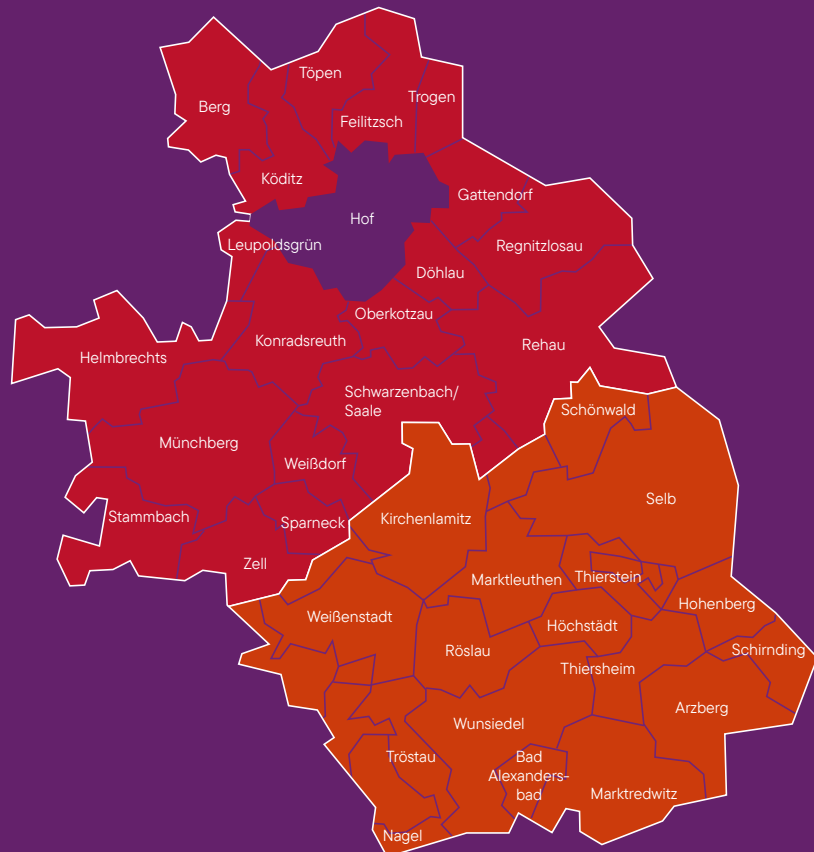 Töpen
Berg
Trogen
Feilitzsch
Köditz
Gattendorf
Hof
Leupoldsgrün
Regnitzlosau
Döhlau
Oberkotzau
Konradsreuth
Rehau
Helmbrechts
Schwarzenbach/
Saale
Schönwald
Münchberg
Weißdorf
Selb
Stammbach
Sparneck
Kirchenlamitz
Zell
Marktleuthen
Thierstein
Hohenberg
Weißenstadt
Höchstädt
Röslau
Schirnding
Thiersheim
Arzberg
Wunsiedel
Tröstau
Bad
Alexanders-
bad
Marktredwitz
Nagel